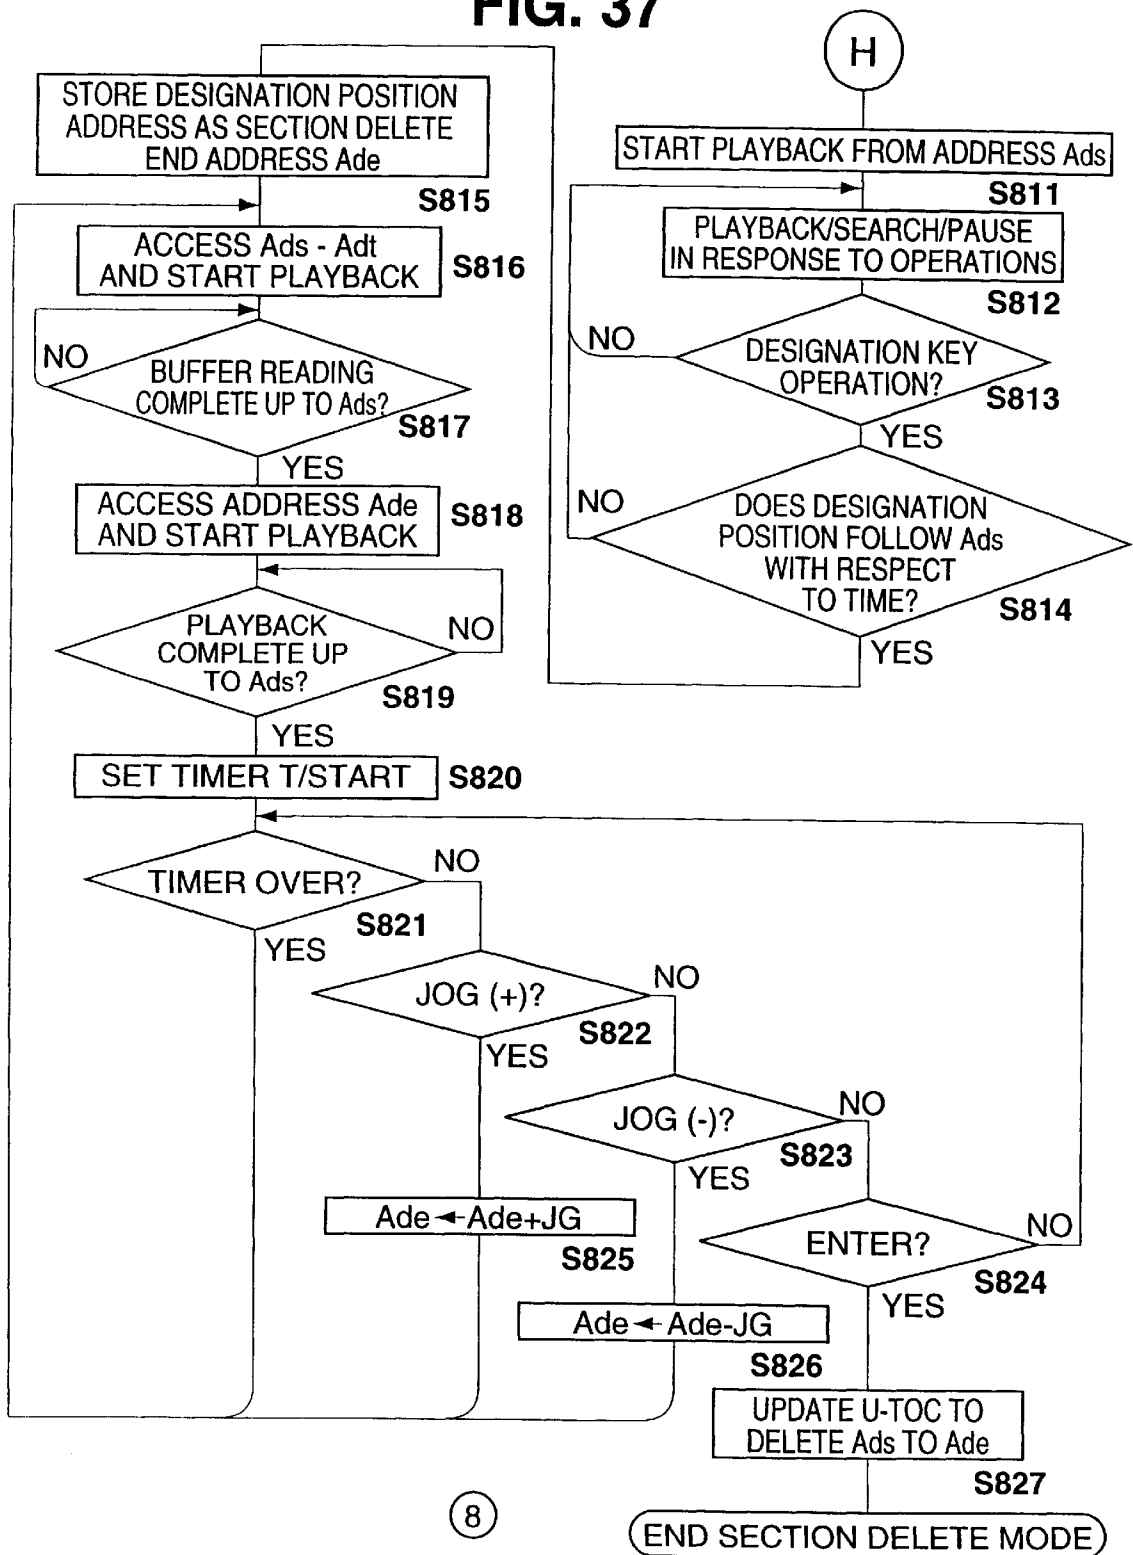 FIG. 37
H
START PLAYBACK FROM ADDRESS Ads
S811
PLAYBACK/SEARCH/PAUSE
IN RESPONSE TO OPERATIONS
S812
NO
DESIGNATION KEY
OPERATION?
S813
YES
NO
DOES DESIGNATION
POSITION FOLLOW Ads
WITH RESPECT
TO TIME?
S814
YES
STORE DESIGNATION POSITION
ADDRESS AS SECTION DELETE
END ADDRESS Ade
S815
ACCESS Ads - Adt
AND START PLAYBACK
S816
NO
BUFFER READING
COMPLETE UP TO Ads?
S817
YES
ACCESS ADDRESS Ade
AND START PLAYBACK
S818
PLAYBACK
COMPLETE UP
TO Ads?
NO
S819
YES
SET TIMER T/START
S820
TIMER OVER?
NO
S821
YES
JOG (+)?
NO
S822
YES
JOG (-)?
NO
S823
YES
Ade←Ade+JG
S825
ENTER?
NO
S824
YES
Ade←Ade-JG
S826
UPDATE U-TOC TO
DELETE Ads TO Ade
S827
END SECTION DELETE MODE
8